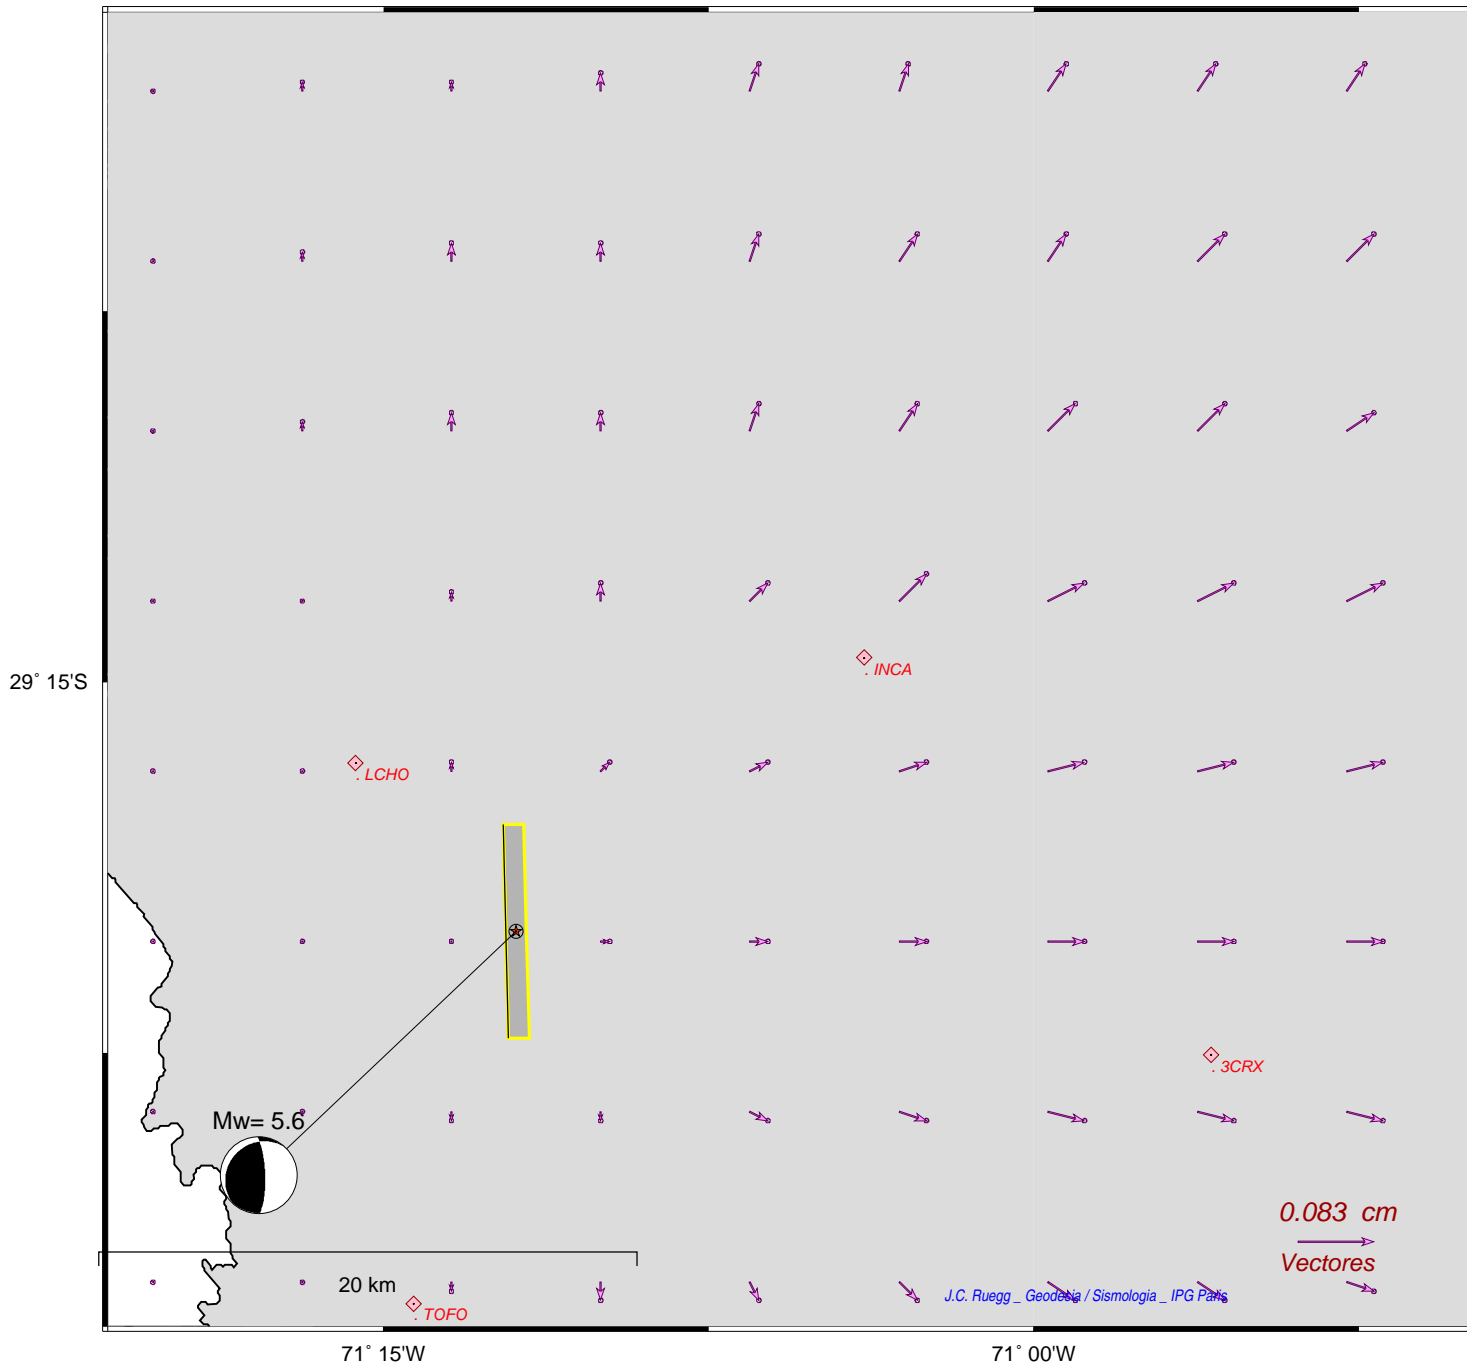 . INCA
29° 15'S
. LCHO
. 3CRX
Mw= 5.6
0.083 cm
Vectores
20 km
J.C. Ruegg _ Geodesia / Sismologia _ IPG Paris
. TOFO
71° 15'W
71° 00'W